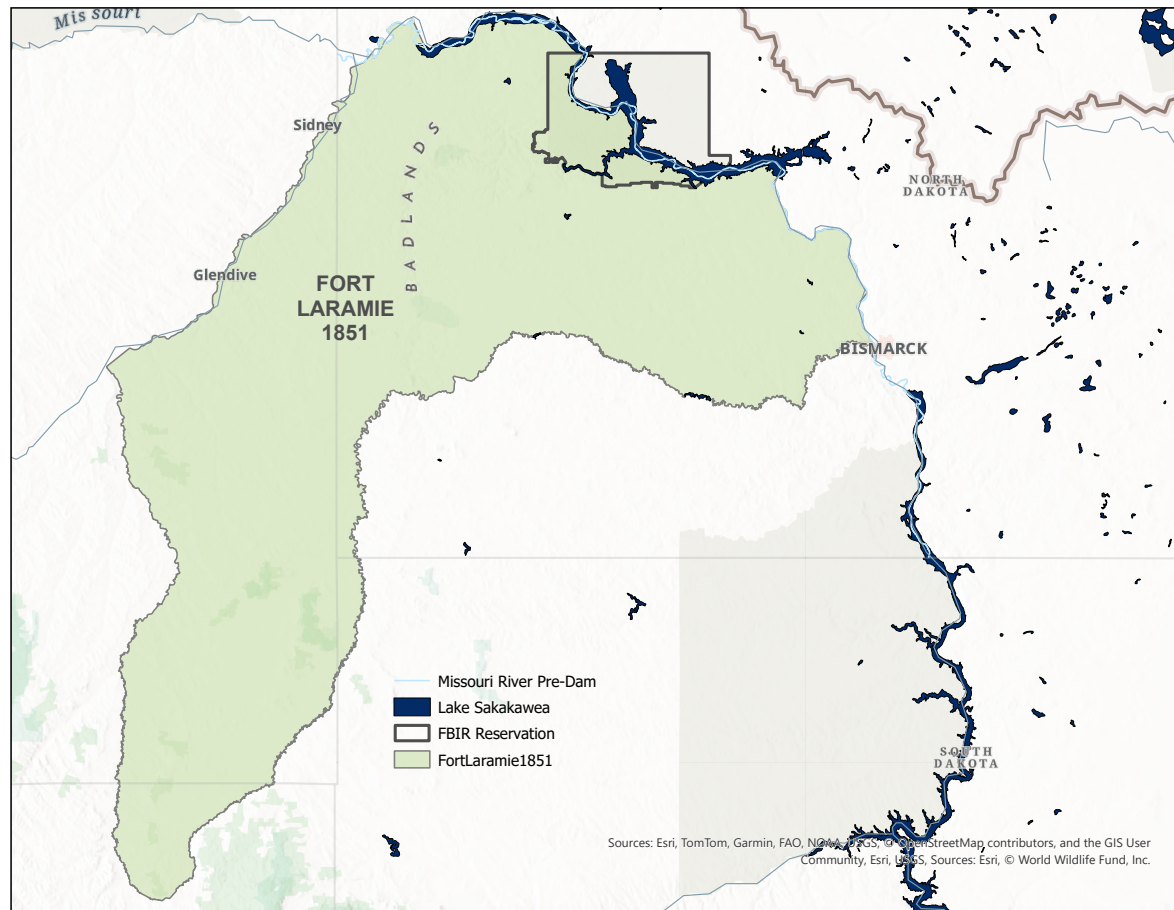 Mis souri
Sidney
BADLANDS
NORTH
DAKOTA
Glendive
FORT
LARAMIE
1851
BISMARCK
Missouri River Pre-Dam
Lake Sakakawea
FBIR Reservation
FortLaramie1851
SOUTH
DAKOTA
Sources: Esri, TomTom, Garmin, FAO, NOAA, USGS, © OpenStreetMap contributors, and the GIS User
Community, Esri, USGS, Sources: Esri, © World Wildlife Fund, Inc.